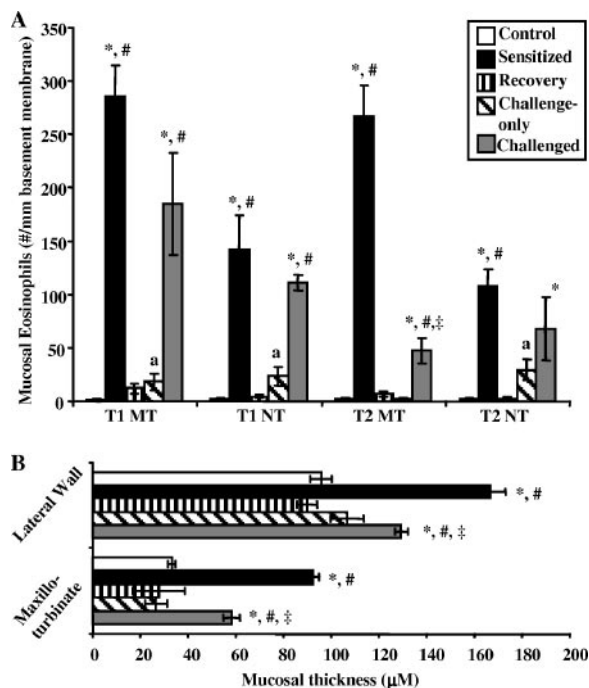 A
Mucosal Eosinophils (#/mm basement membrane)
350
300
250
200
150
100
50
0
*, #
*, #
*, #
*, #
a
*, #
a
*, #
*, #,‡
a
*
T1 MT
T1 NT
T2 MT
T2 NT
Control
Sensitized
Recovery
Challenge-
only
Challenged
B
Lateral Wall
*, #
*, #, ‡
Maxillo-
turbinate
*, #
*, #, ‡
0 20 40 60 80 100 120 140 160 180 200
Mucosal thickness (µM)